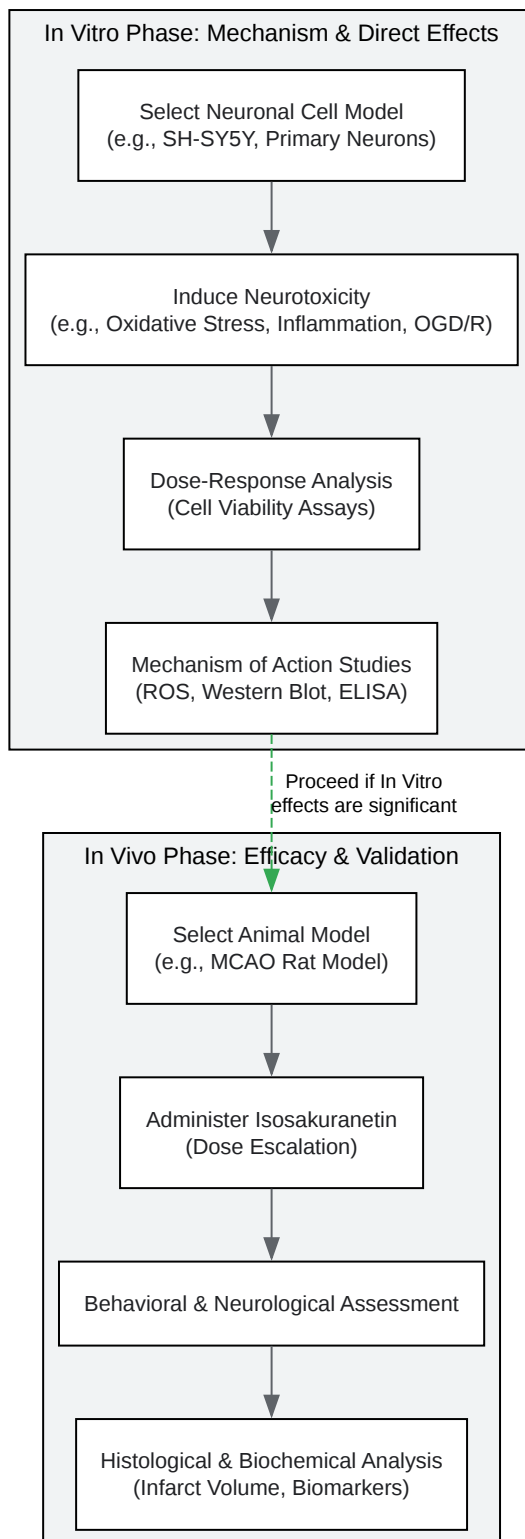 In Vitro Phase: Mechanism & Direct Effects
Select Neuronal Cell Model
(e.g., SH-SY5Y, Primary Neurons)
Induce Neurotoxicity
(e.g., Oxidative Stress, Inflammation, OGD/R)
Dose-Response Analysis
(Cell Viability Assays)
Mechanism of Action Studies
(ROS, Western Blot, ELISA)
Proceed if In Vitro
effects are significant
In Vivo Phase: Efficacy & Validation
Select Animal Model
(e.g., MCAO Rat Model)
Administer Isosakuranetin
(Dose Escalation)
Behavioral & Neurological Assessment
Histological & Biochemical Analysis
(Infarct Volume, Biomarkers)